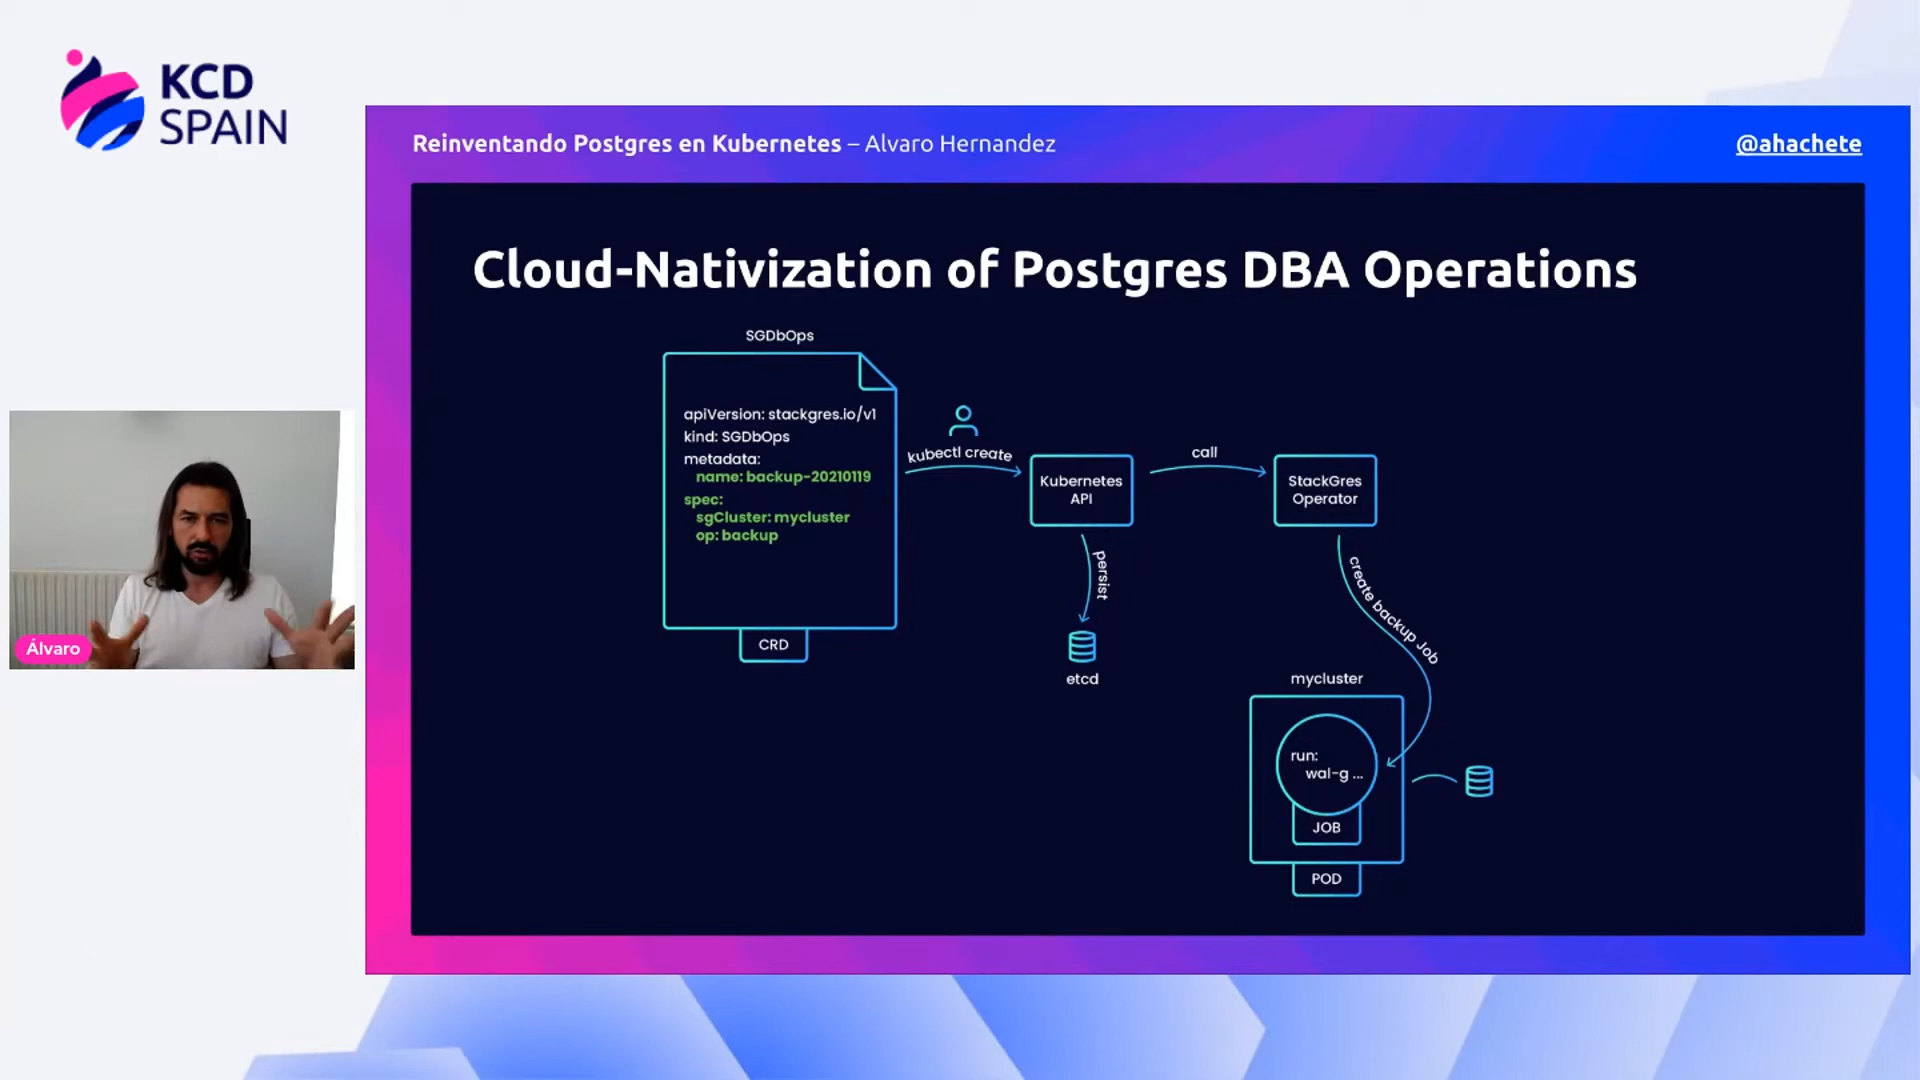 KCD
SPAIN
Reinventando Postgres en Kubernetes – Alvaro Hernandez
@ahachete
Cloud-Nativization of Postgres DBA Operations
SGDbOps
apiVersion: stackgres.io/v1
kind: SGDbOps
metadata:
name: backup-20210119
spec:
sgCluster: mycluster
op: backup
CRD
kubectl create
Kubernetes
API
call
StackGres
Operator
persist
etcd
create backup Job
mycluster
run:
wal-g ...
JOB
POD
Álvaro